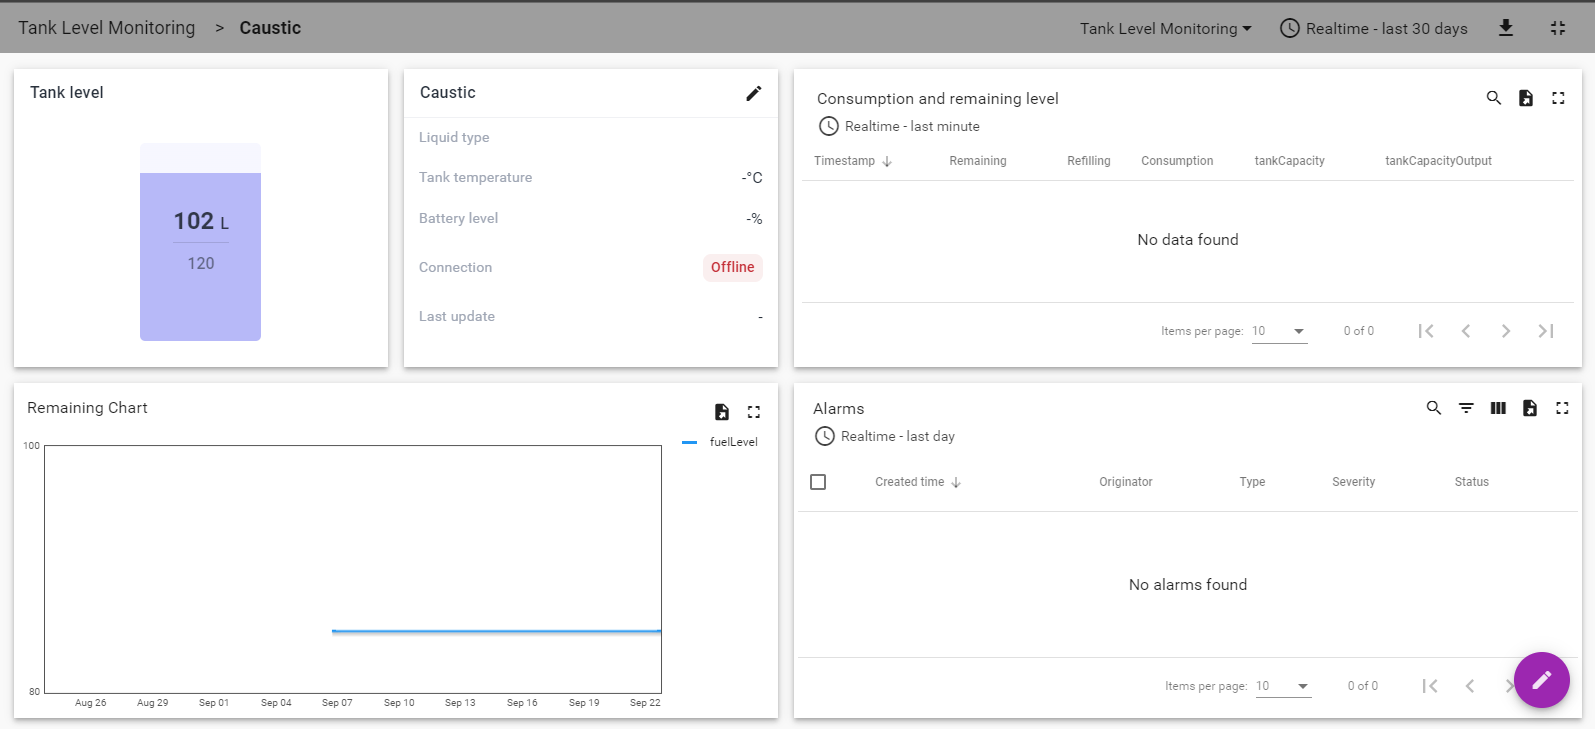 Tank Level Monitoring > Caustic
Tank Level Monitoring
Realtime - last 30 days
Tank level
102 L
120
Caustic
Liquid type
Tank temperature -°C
Battery level -%
Connection Offline
Last update -
Consumption and remaining level
Realtime - last minute
Timestamp Remaining Refilling Consumption tankCapacity tankCapacityOutput
No data found
Items per page: 10 0 of 0
Remaining Chart
fuelLevel
100
80
Aug 26 Aug 29 Sep 01 Sep 04 Sep 07 Sep 10 Sep 13 Sep 16 Sep 19 Sep 22
Alarms
Realtime - last day
Created time Originator Type Severity Status
No alarms found
Items per page: 10 0 of 0